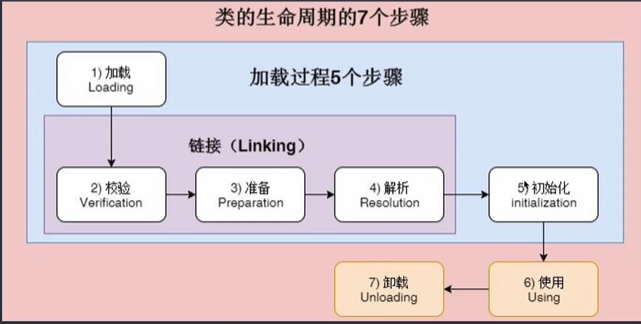 类的生命周期的7个步骤
加载过程5个步骤
1) 加载
Loading
链接（Linking）
2) 校验
Verification
3) 准备
Preparation
4) 解析
Resolution
5) 初始化
initialization
7) 卸载
Unloading
6) 使用
Using